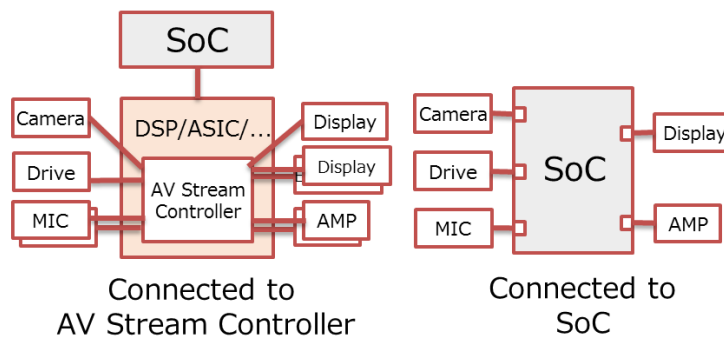 SoC
DSP/ASIC/...
Camera
Drive
MIC
AV Stream
Controller
Display
Display
AMP
Connected to
AV Stream Controller
Camera
Drive
MIC
SoC
Display
AMP
Connected to
SoC